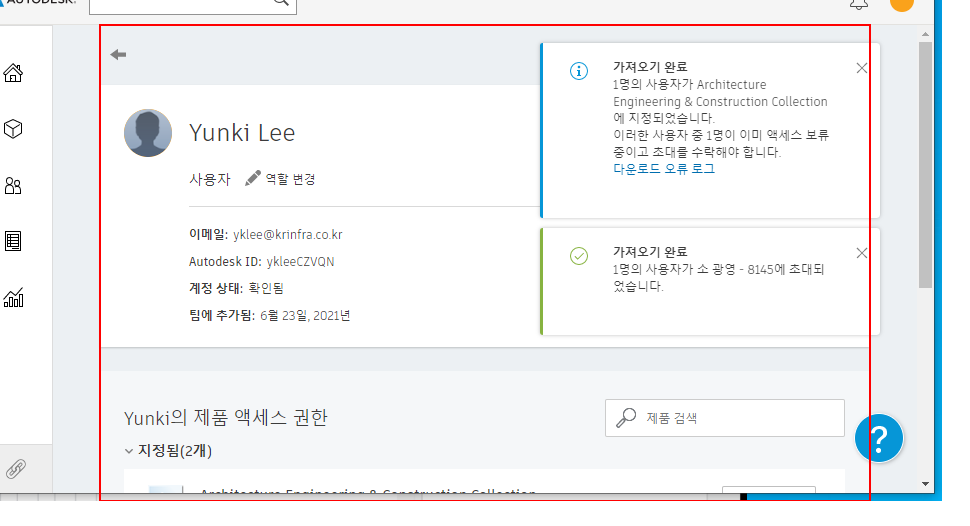 AUTODESK.
가져오기 완료
1명의 사용자가 Architecture
Engineering & Construction Collection
에 지정되었습니다.
이러한 사용자 중 1명이 이미 액세스 보류
중이고 초대를 수락해야 합니다.
다운로드 오류 로그
Yunki Lee
사용자 역할 변경
이메일: yklee@krinfra.co.kr
Autodesk ID: ykleeCZVQN
계정 상태: 확인됨
팀에 추가됨: 6월 23일, 2021년
가져오기 완료
1명의 사용자가 소 광영 - 8145에 초대되
었습니다.
Yunki의 제품 액세스 권한
제품 검색
지정됨(2개)
Architecture Engineering & Construction Collection
?